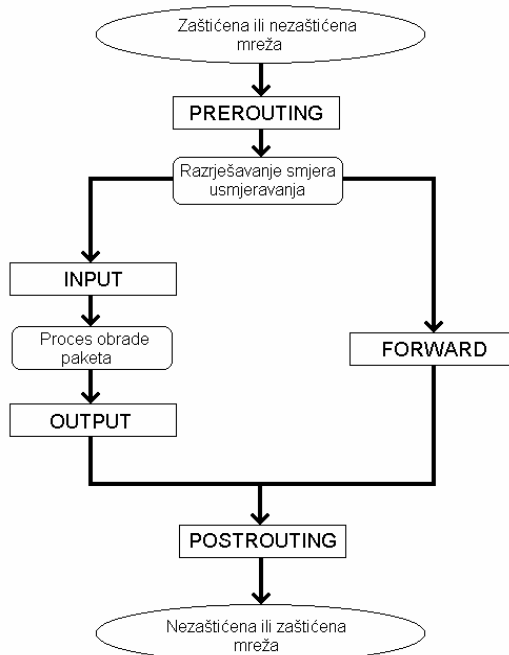 Zaštićena ili nezaštićena
mreža
PREROUTING
Razrješavanje smjera
usmjeravanja
INPUT
Proces obrade
paketa
FORWARD
OUTPUT
POSTROUTING
Nezaštićena ili zaštićena
mreža